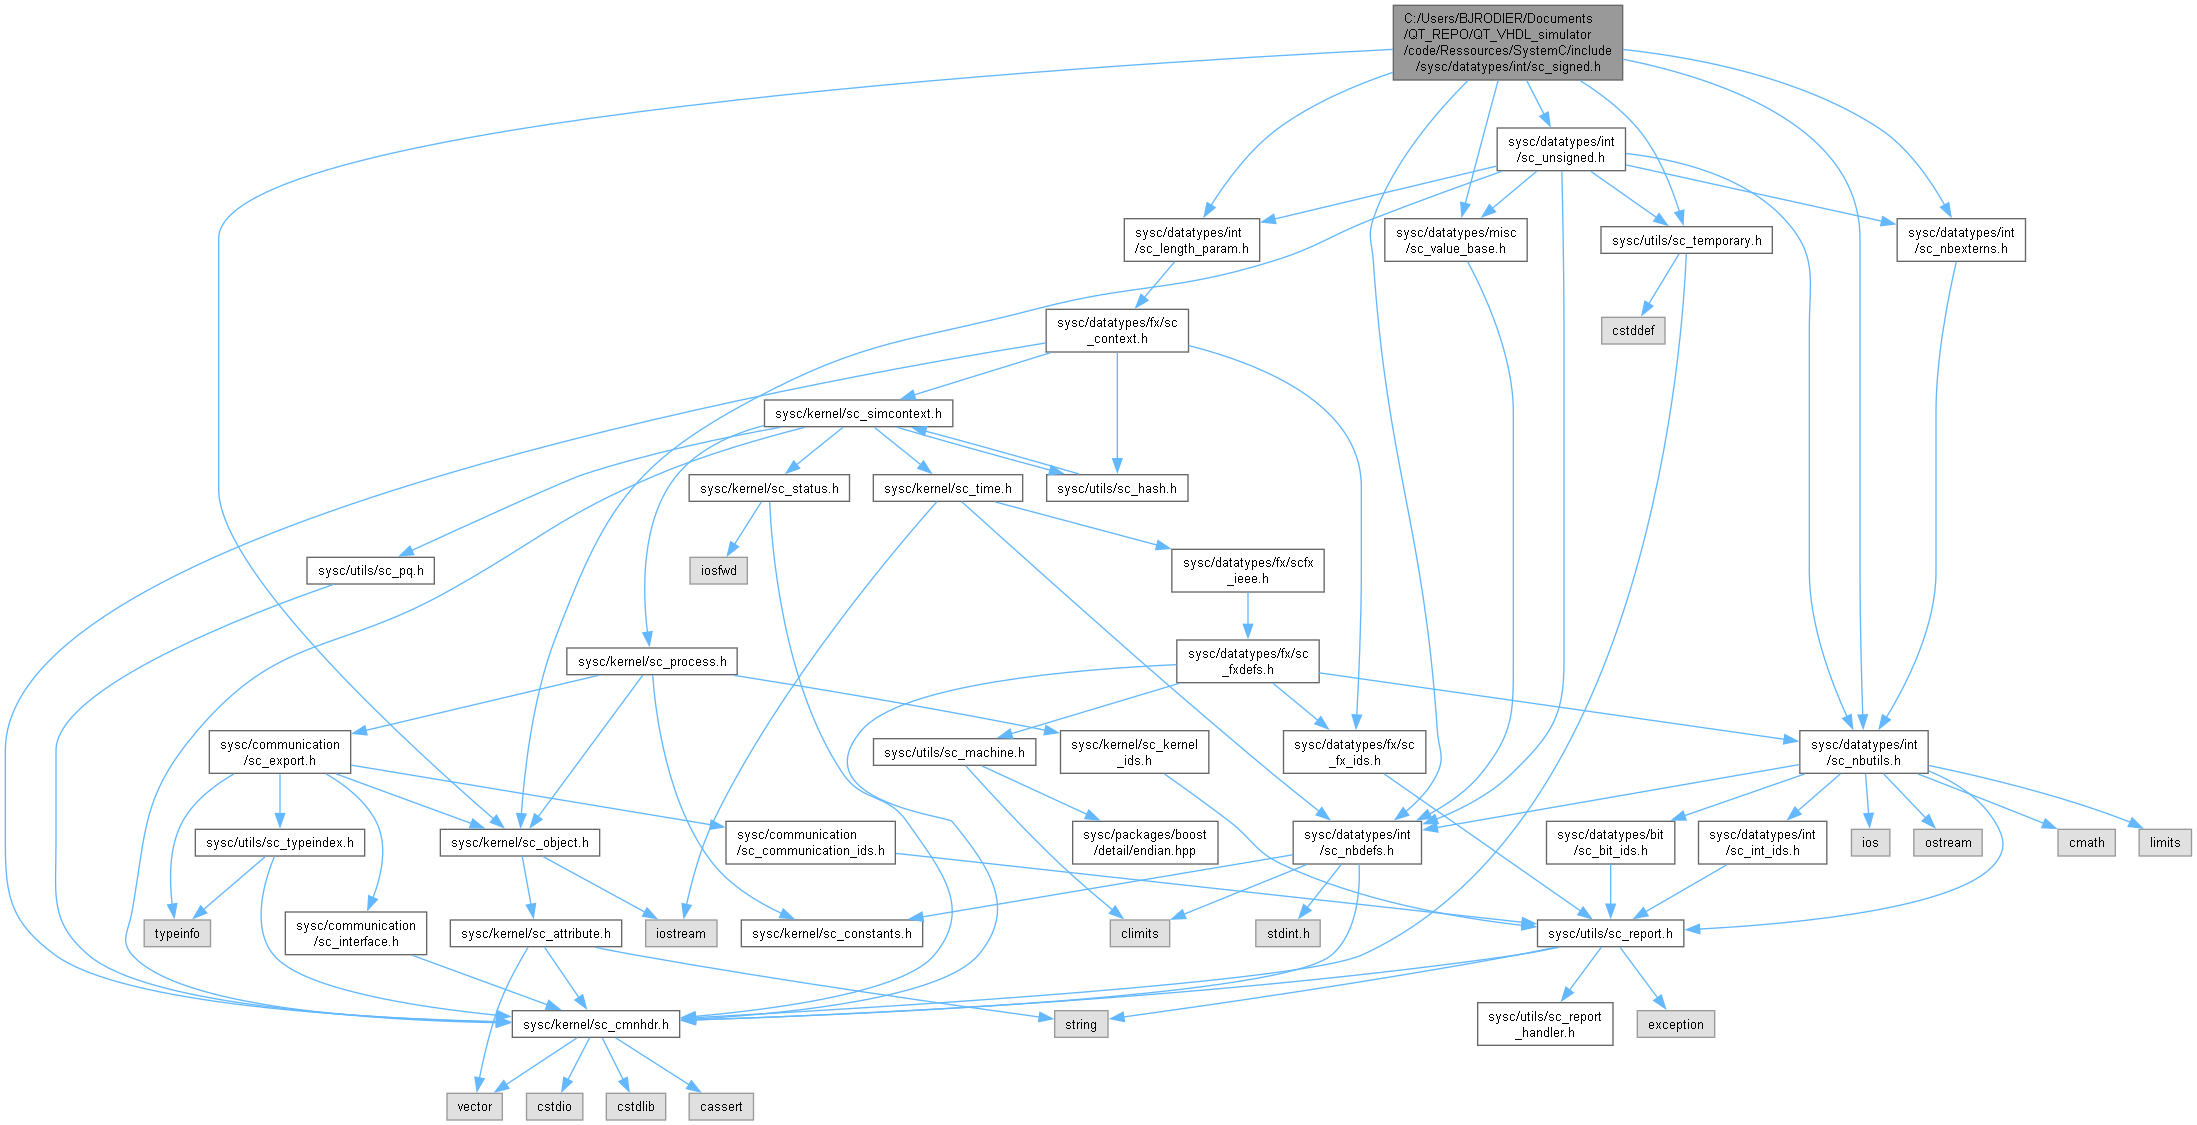 C:/Users/BJRODIER/Documents
/QT_REPO/QT_VHDL_simulator
/code/Ressources/SystemC/include
/sysc/datatypes/int/sc_signed.h
sysc/datatypes/int
/sc_unsigned.h
sysc/datatypes/int
/sc_length_param.h
sysc/datatypes/misc
/sc_value_base.h
sysc/utils/sc_temporary.h
sysc/datatypes/int
/sc_nbexterns.h
sysc/datatypes/fx/sc
_context.h
cstddef
sysc/kernel/sc_simcontext.h
sysc/kernel/sc_status.h
sysc/kernel/sc_time.h
sysc/utils/sc_hash.h
sysc/utils/sc_pq.h
iosfwd
sysc/datatypes/fx/scfx
_ieee.h
sysc/kernel/sc_process.h
sysc/datatypes/fx/sc
_fxdefs.h
sysc/communication
/sc_export.h
sysc/utils/sc_machine.h
sysc/kernel/sc_kernel
_ids.h
sysc/datatypes/fx/sc
_fx_ids.h
sysc/datatypes/int
/sc_nbutils.h
sysc/utils/sc_typeindex.h
sysc/kernel/sc_object.h
sysc/communication
/sc_communication_ids.h
sysc/packages/boost
/detail/endian.hpp
sysc/datatypes/int
/sc_nbdefs.h
sysc/datatypes/bit
/sc_bit_ids.h
sysc/datatypes/int
/sc_int_ids.h
ios
ostream
cmath
limits
typeinfo
sysc/communication
/sc_interface.h
sysc/kernel/sc_attribute.h
iostream
sysc/kernel/sc_constants.h
climits
stdint.h
sysc/utils/sc_report.h
sysc/kernel/sc_cmnhdr.h
string
sysc/utils/sc_report
_handler.h
exception
vector
cstdio
cstdlib
cassert